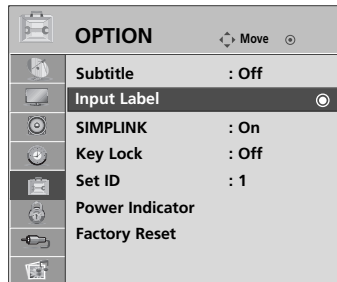 OPTION Move
Subtitle : Off
Input Label
SIMPLINK : On
Key Lock : Off
Set ID : 1
Power Indicator
Factory Reset